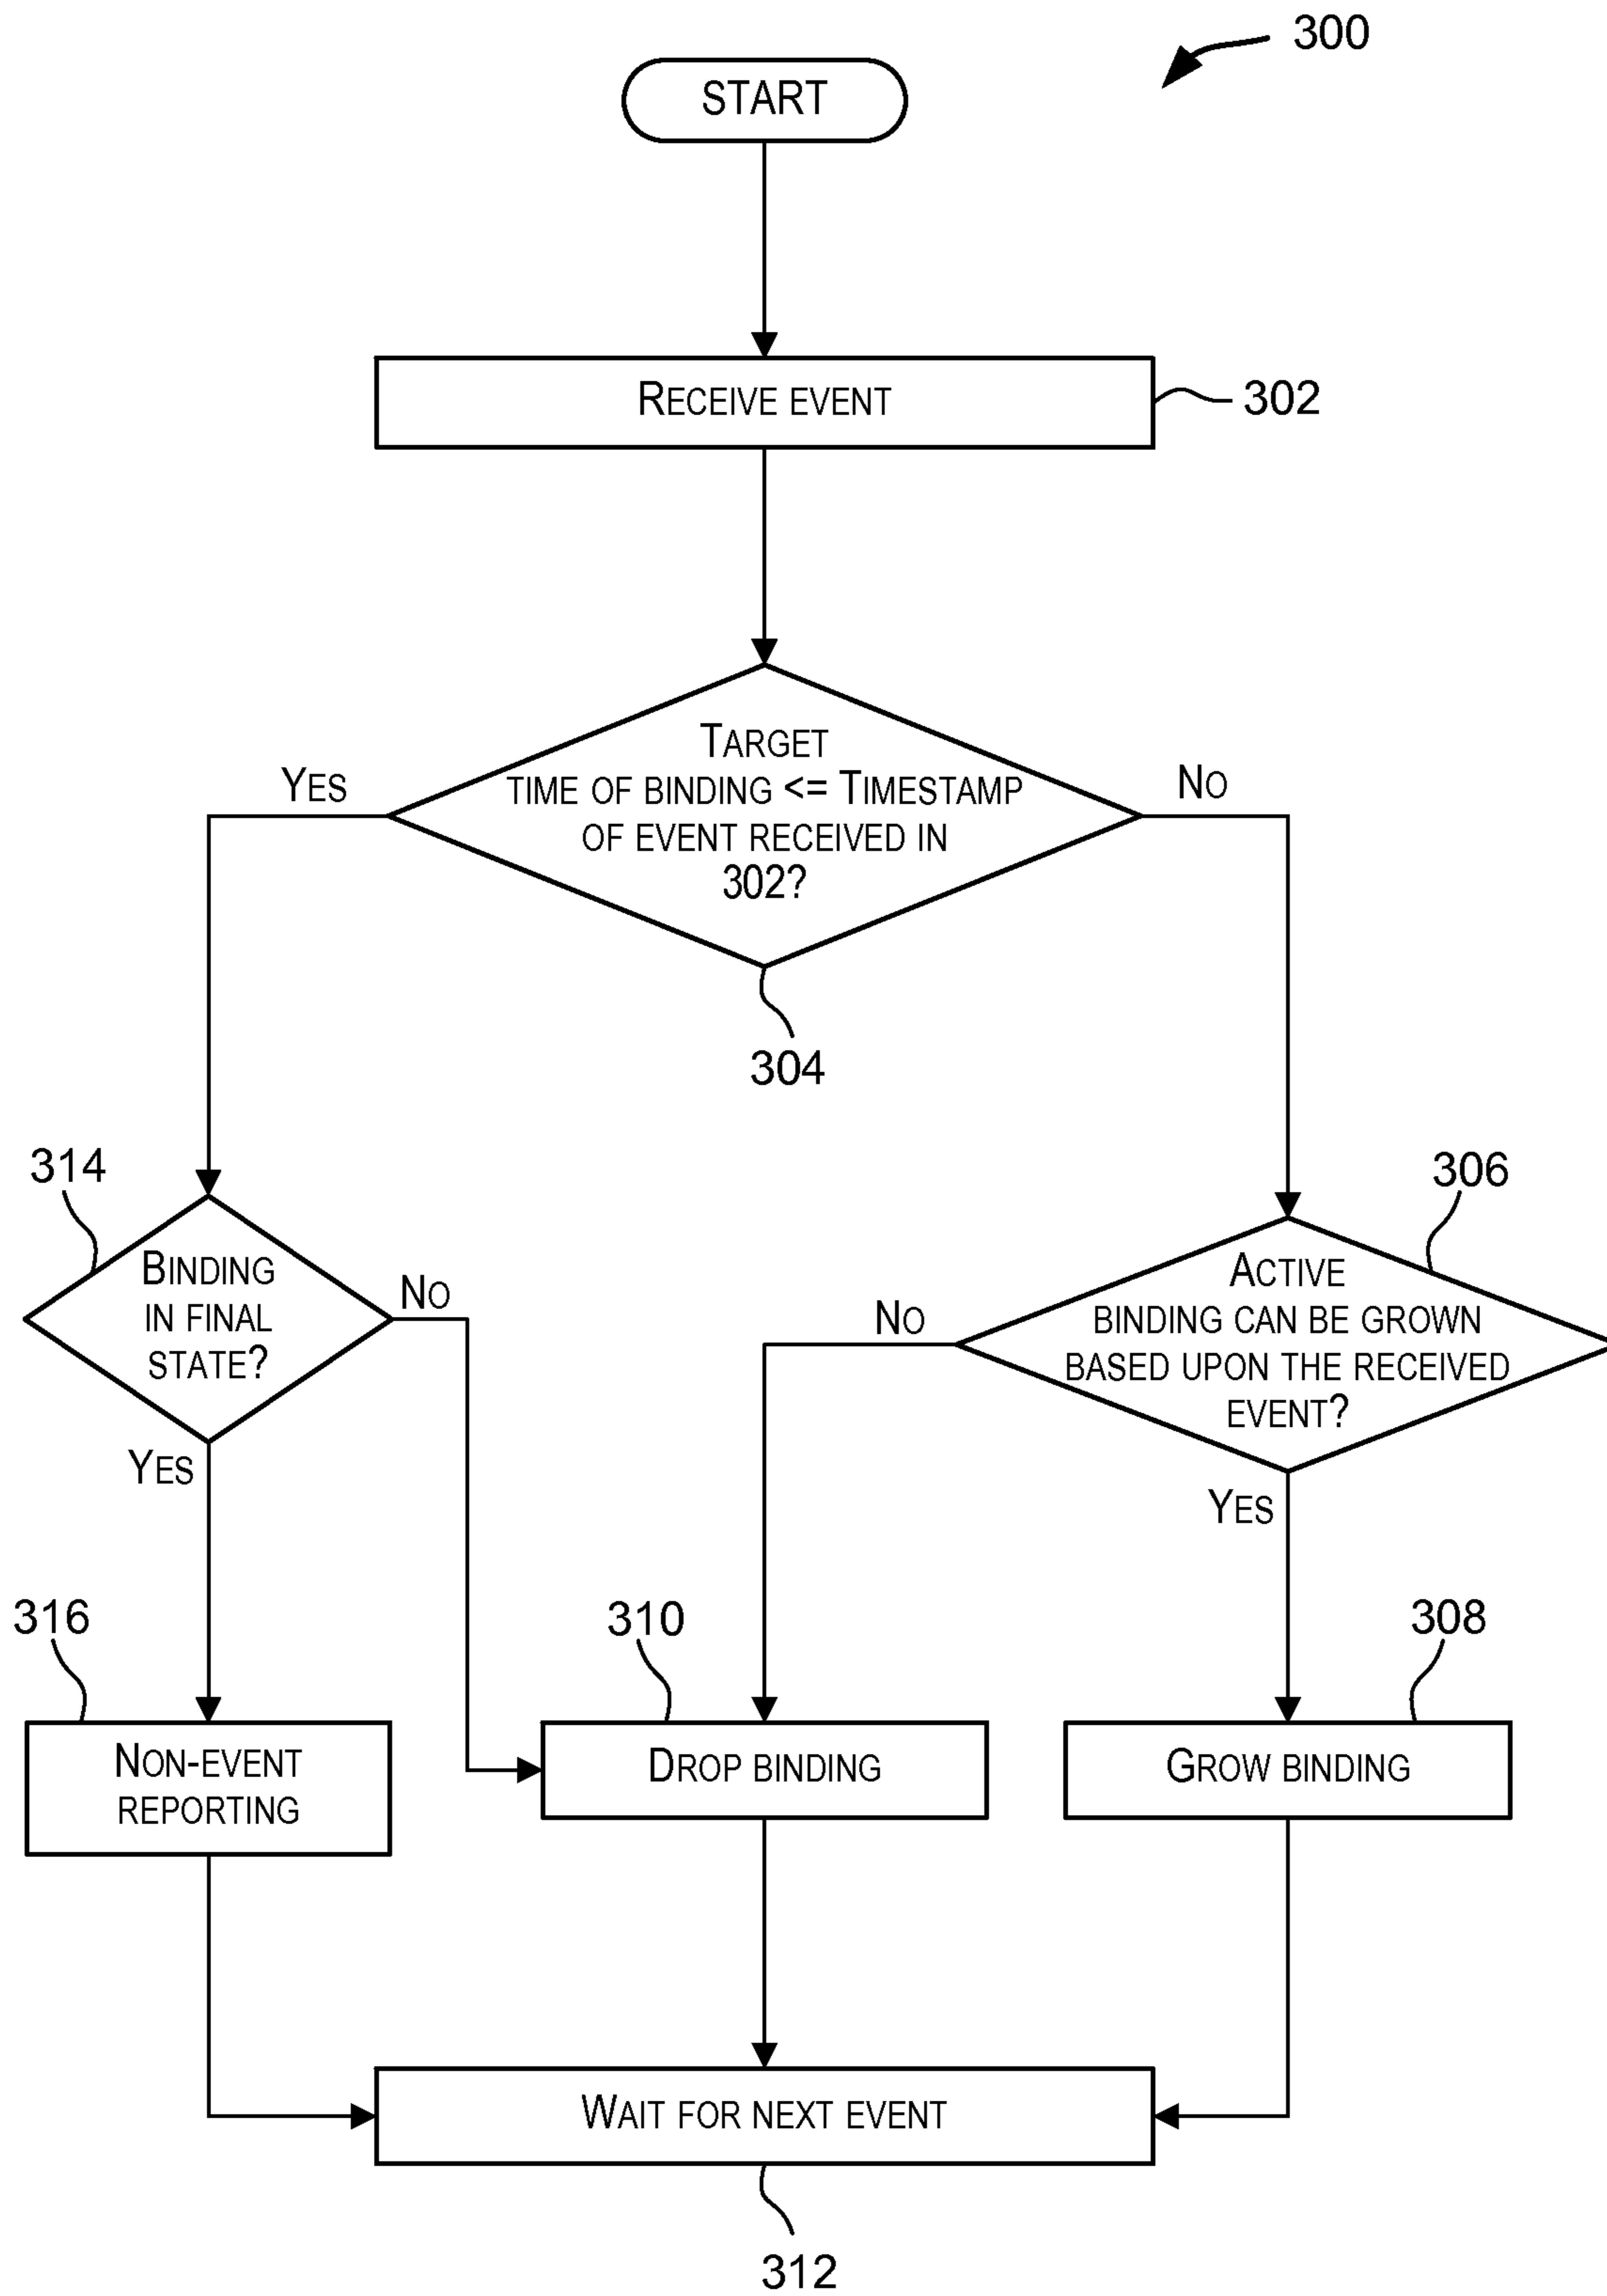 300
START
RECEIVE EVENT
302
TARGET
TIME OF BINDING <= TIMESTAMP
OF EVENT RECEIVED IN
302?
YES
NO
304
314
306
BINDING
IN FINAL
STATE?
NO
YES
ACTIVE
BINDING CAN BE GROWN
BASED UPON THE RECEIVED
EVENT?
NO
YES
316
310
308
NON-EVENT
REPORTING
DROP BINDING
GROW BINDING
WAIT FOR NEXT EVENT
312